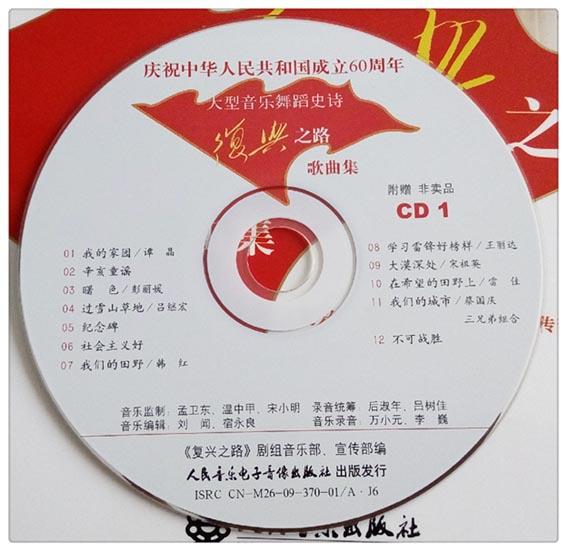 庆祝中华人民共和国成立60周年
大型音乐舞蹈史诗
復興之路
歌曲集
附赠 非卖品
CD 1
01 我的家园/谭 晶
02 辛亥童谣
03 曙 色/彭丽媛
04 过雪山草地/吕继宏
05 纪念碑
06 社会主义好
07 我们的田野/韩 红
08 学习雷锋好榜样/王丽达
09 大漠深处/宋祖英
10 在希望的田野上/雷 佳
11 我们的城市/蔡国庆
三兄弟组合
12 不可战胜
音乐监制：孟卫东、温中甲、宋小明 录音统筹：后淑年、吕树佳
音乐编辑：刘 闻、宿永良 音乐录音：万小元、李 巍
《复兴之路》剧组音乐部、宣传部编
人民音乐电子音像出版社 出版发行
ISRC CN-M26-09-370-01/A·J6
集
之
传
音乐出版社